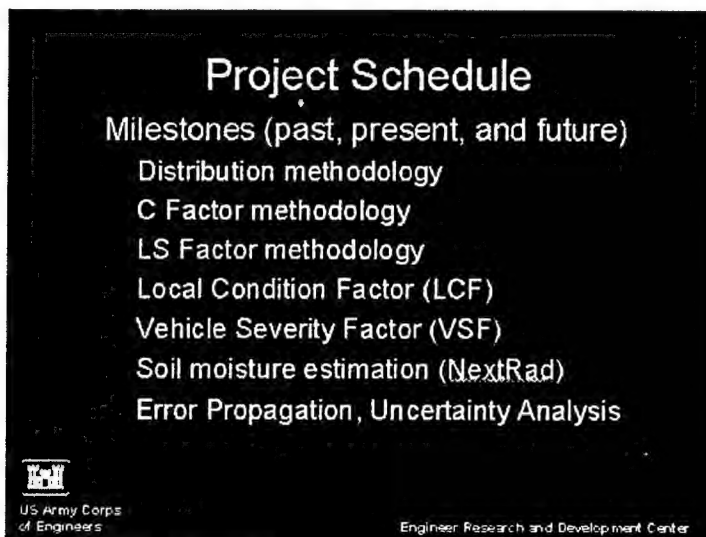 Project Schedule
Milestones (past, present, and future)
Distribution methodology
C Factor methodology
LS Factor methodology
Local Condition Factor (LCF)
Vehicle Severity Factor (VSF)
Soil moisture estimation (NextRad)
Error Propagation, Uncertainty Analysis
US Army Corps
of Engineers
Engineer Research and Development Center